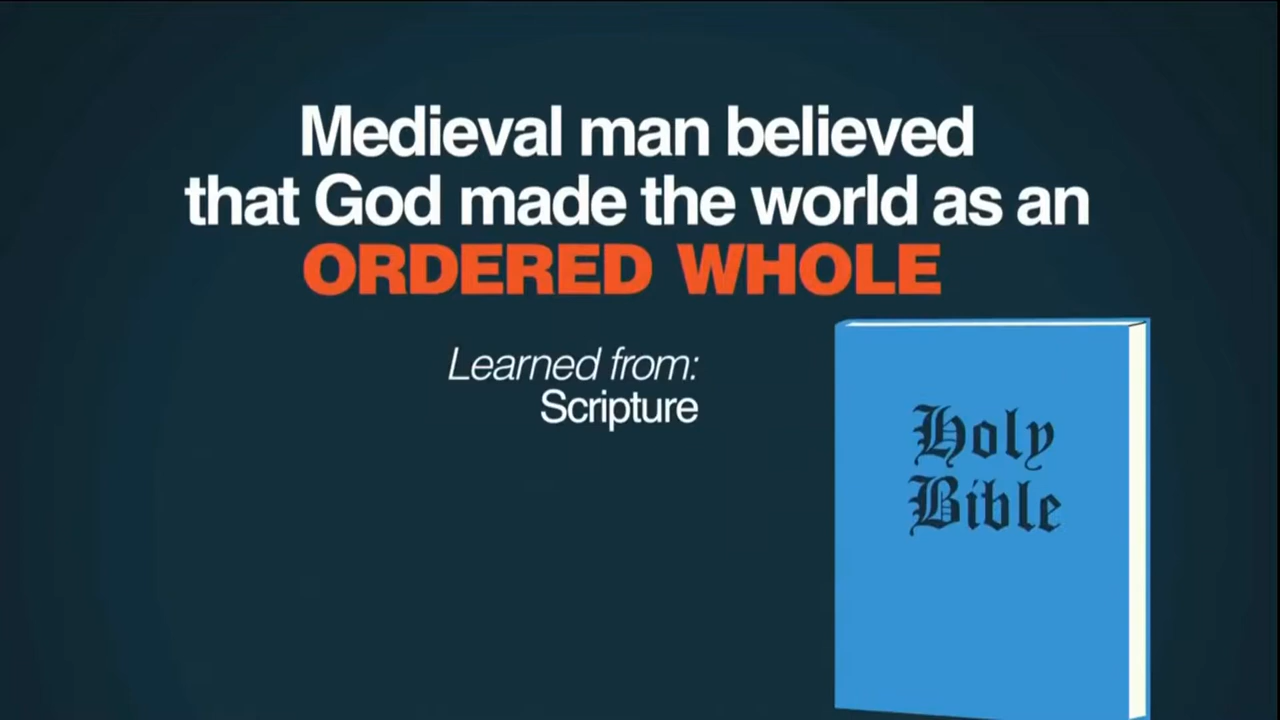 Medieval man believed
that God made the world as an
ORDERED WHOLE
Learned from:
Scripture
Holy
Bible